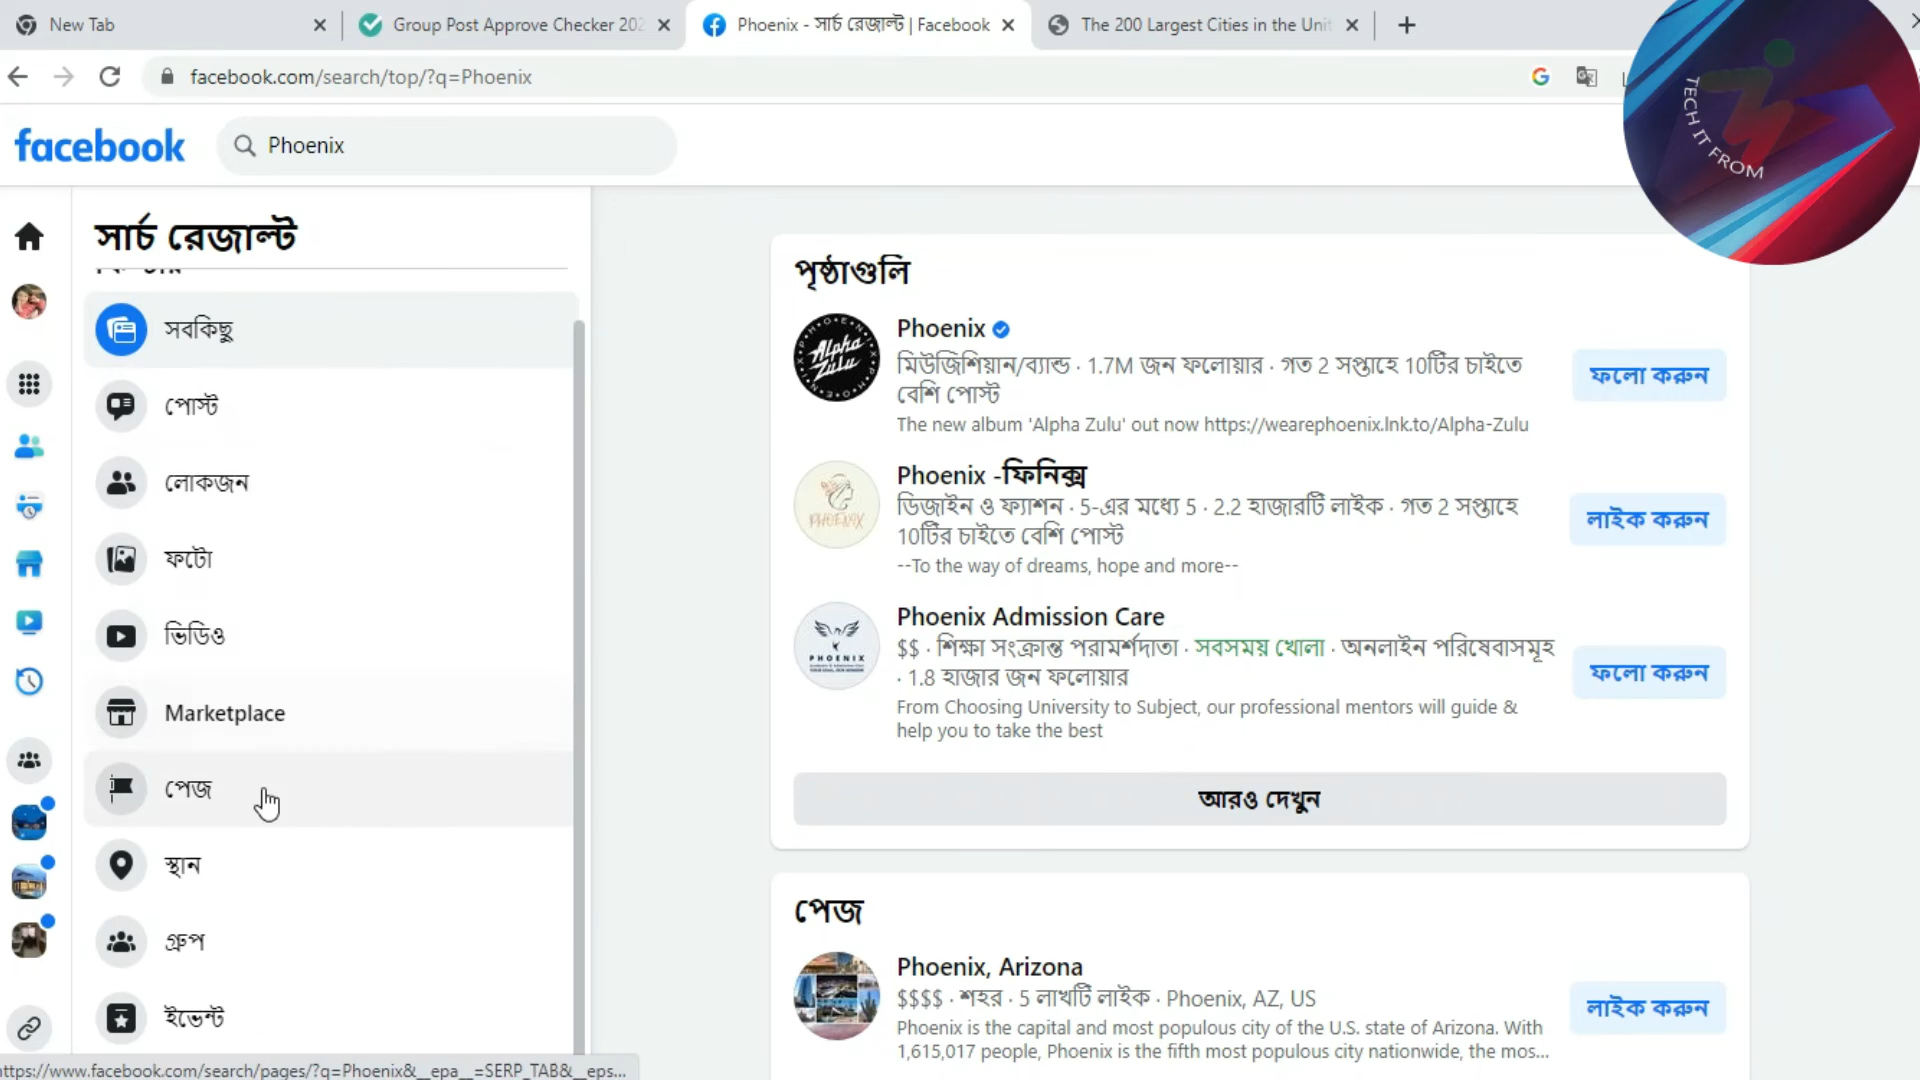 New Tab
Group Post Approve Checker 202
Phoenix - সার্চ রেজাল্ট | Facebook
The 200 Largest Cities in the Unit
facebook.com/search/top/?q=Phoenix
TECH IT FROM
facebook
Phoenix
সার্চ রেজাল্ট
সবকিছু
পোস্ট
লোকজন
ফটো
ভিডিও
Marketplace
পেজ
স্থান
গ্রুপ
ইভেন্ট
পৃষ্ঠাগুলি
Phoenix
মিউজিশিয়ান/ব্যান্ড · 1.7M জন ফলোয়ার · গত 2 সপ্তাহে 10টির চাইতে
বেশি পোস্ট
The new album 'Alpha Zulu' out now https://wearephoenix.lnk.to/Alpha-Zulu
ফলো করুন
Alpha
Zulu
Phoenix -ফিনিক্স
ডিজাইন ও ফ্যাশন · 5-এর মধ্যে 5 · 2.2 হাজারটি লাইক · গত 2 সপ্তাহে
10টির চাইতে বেশি পোস্ট
--To the way of dreams, hope and more--
লাইক করুন
PHOENIX
Phoenix Admission Care
$$ · শিক্ষা সংক্রান্ত পরামর্শদাতা · সবসময় খোলা · অনলাইন পরিষেবাসমূহ
· 1.8 হাজার জন ফলোয়ার
From Choosing University to Subject, our professional mentors will guide &
help you to take the best
ফলো করুন
PHOENIX
আরও দেখুন
পেজ
Phoenix, Arizona
$$$$ · শহর · 5 লাখটি লাইক · Phoenix, AZ, US
Phoenix is the capital and most populous city of the U.S. state of Arizona. With
1,615,017 people, Phoenix is the fifth most populous city nationwide, the mos...
লাইক করুন
ttps://www.facebook.com/search/pages/?q=Phoenix&__epa__=SERP_TAB&__eps...